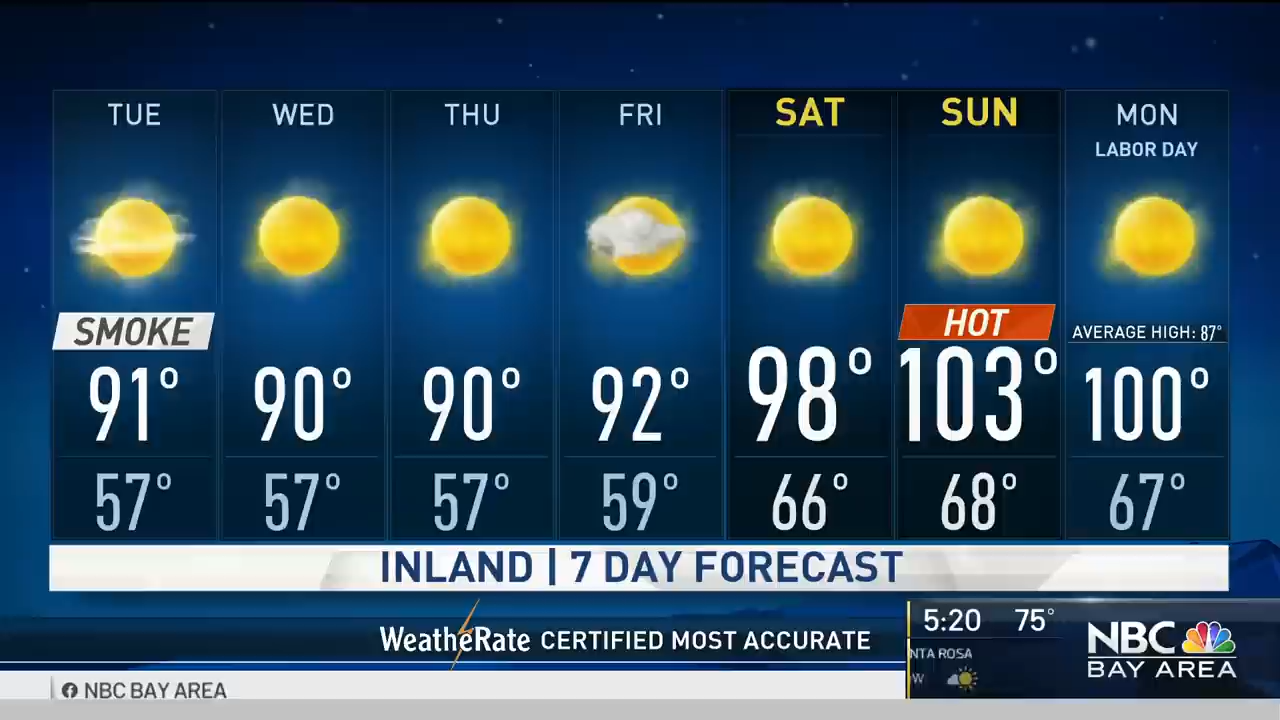 TUE
WED
THU
FRI
SAT
SUN
MON
LABOR DAY
SMOKE
HOT
AVERAGE HIGH: 87°
91°
90°
90°
92°
98°
103°
100°
57°
57°
57°
59°
66°
68°
67°
INLAND | 7 DAY FORECAST
WeatheRate CERTIFIED MOST ACCURATE
5:20 75°
NTA ROSA
W
NBC
BAY AREA
NBC BAY AREA